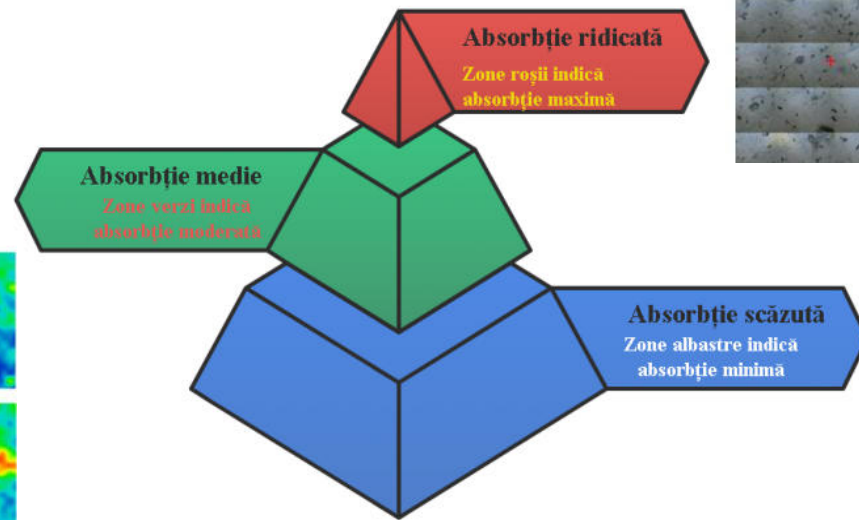 Absorbție ridicată
Zone roșii indică
absorbție maximă
Absorbție medie
Zone verzi indică
absorbție moderată
Absorbție scăzută
Zone albastre indică
absorbție minimă